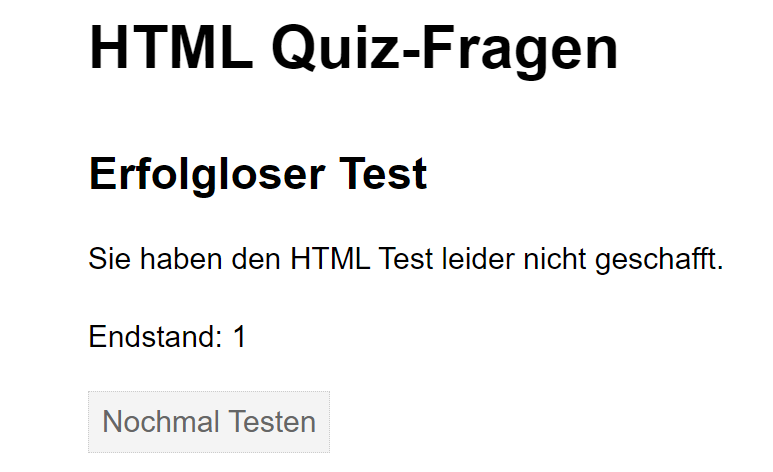 HTML Quiz-Fragen
Erfolgloser Test
Sie haben den HTML Test leider nicht geschafft.
Endstand: 1
Nochmal Testen